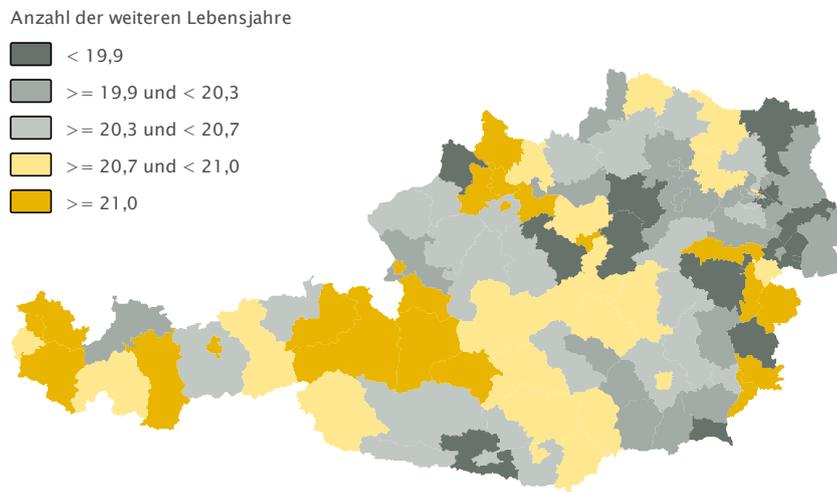 Anzahl der weiteren Lebensjahre
< 19,9
>= 19,9 und < 20,3
>= 20,3 und < 20,7
>= 20,7 und < 21,0
>= 21,0